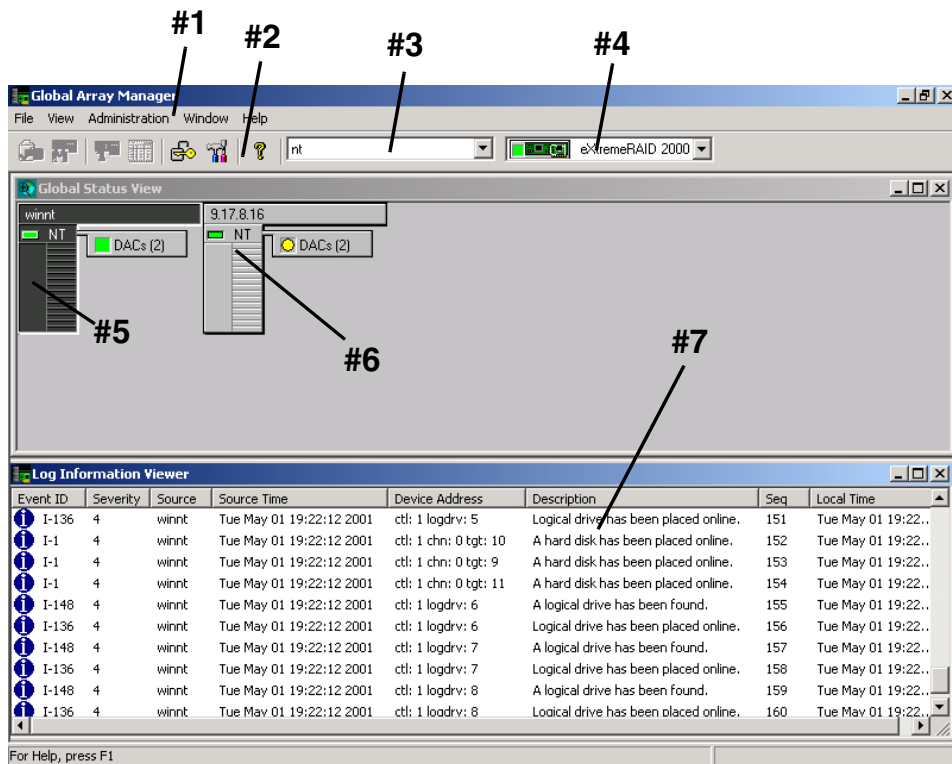 #1
#2
#3
#4
Global Array Manager
File View Administration Window Help
nt
eXtremeRAID 2000
Global Status View
winnt
9.17.8.16
NT
DACs (2)
NT
DACs (2)
#5
#6
#7
Log Information Viewer
Event ID Severity Source Source Time Device Address Description Seq Local Time
I-136 4 winnt Tue May 01 19:22:12 2001 ctl: 1 logdrv: 5 Logical drive has been placed online. 151 Tue May 01 19:22..
I-1 4 winnt Tue May 01 19:22:12 2001 ctl: 1 chn: 0 tgt: 10 A hard disk has been placed online. 152 Tue May 01 19:22..
I-1 4 winnt Tue May 01 19:22:12 2001 ctl: 1 chn: 0 tgt: 9 A hard disk has been placed online. 153 Tue May 01 19:22..
I-1 4 winnt Tue May 01 19:22:12 2001 ctl: 1 chn: 0 tgt: 11 A hard disk has been placed online. 154 Tue May 01 19:22..
I-148 4 winnt Tue May 01 19:22:12 2001 ctl: 1 logdrv: 6 A logical drive has been found. 155 Tue May 01 19:22..
I-136 4 winnt Tue May 01 19:22:12 2001 ctl: 1 logdrv: 6 Logical drive has been placed online. 156 Tue May 01 19:22..
I-148 4 winnt Tue May 01 19:22:12 2001 ctl: 1 logdrv: 7 A logical drive has been found. 157 Tue May 01 19:22..
I-136 4 winnt Tue May 01 19:22:12 2001 ctl: 1 logdrv: 7 Logical drive has been placed online. 158 Tue May 01 19:22..
I-148 4 winnt Tue May 01 19:22:12 2001 ctl: 1 logdrv: 8 A logical drive has been found. 159 Tue May 01 19:22..
I-136 4 winnt Tue May 01 19:22:12 2001 ctl: 1 logdrv: 8 Logical drive has been placed online. 160 Tue May 01 19:22..
For Help, press F1